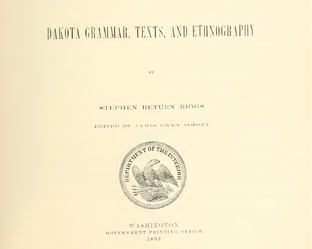 DAKOTA GRAMMAR, TEXTS, AND ETHNOGRAPHY
BY
STEPHEN RETURN RIGGS
EDITED BY JAMES OWEN DORSEY
DEPARTMENT OF THE INTERIOR
WASHINGTON
GOVERNMENT PRINTING OFFICE
1893